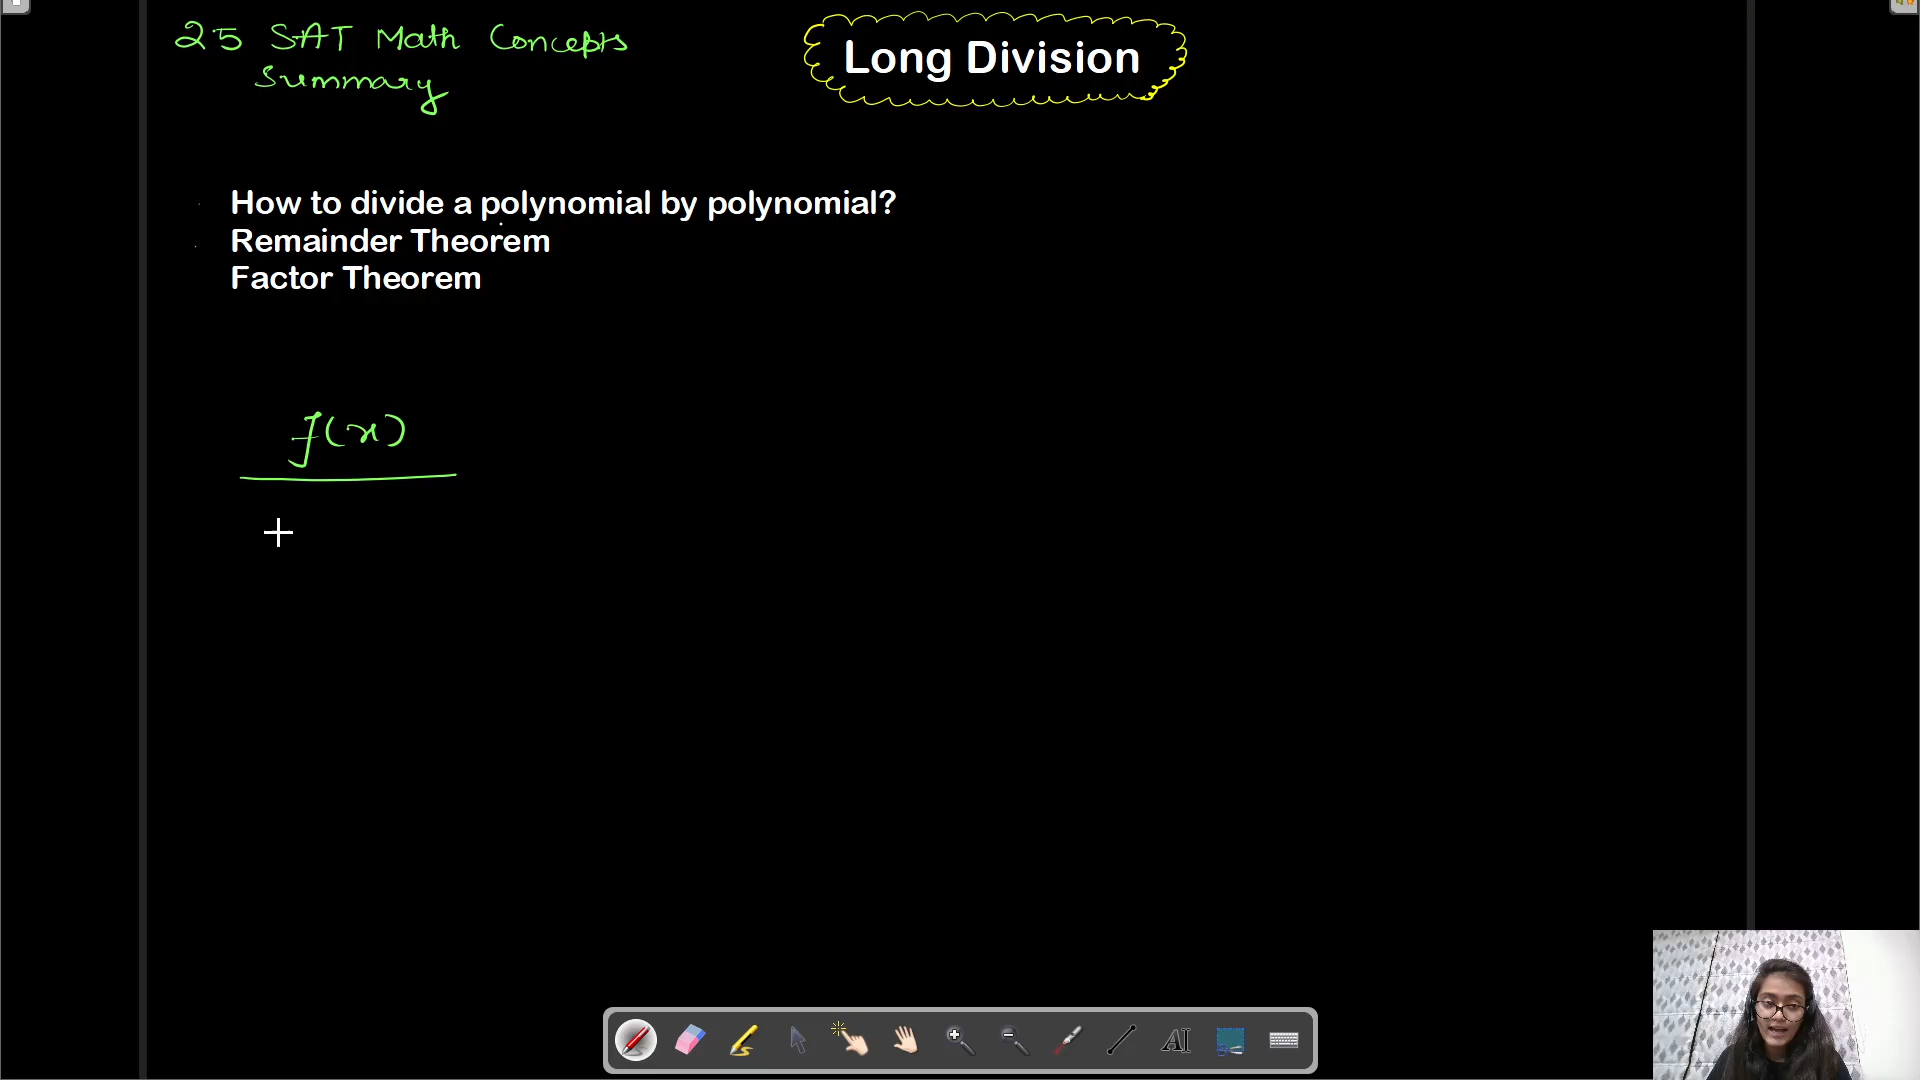 25 SAT Math Concepts
Summary
Long Division
How to divide a polynomial by polynomial?
Remainder Theorem
Factor Theorem
f(x)